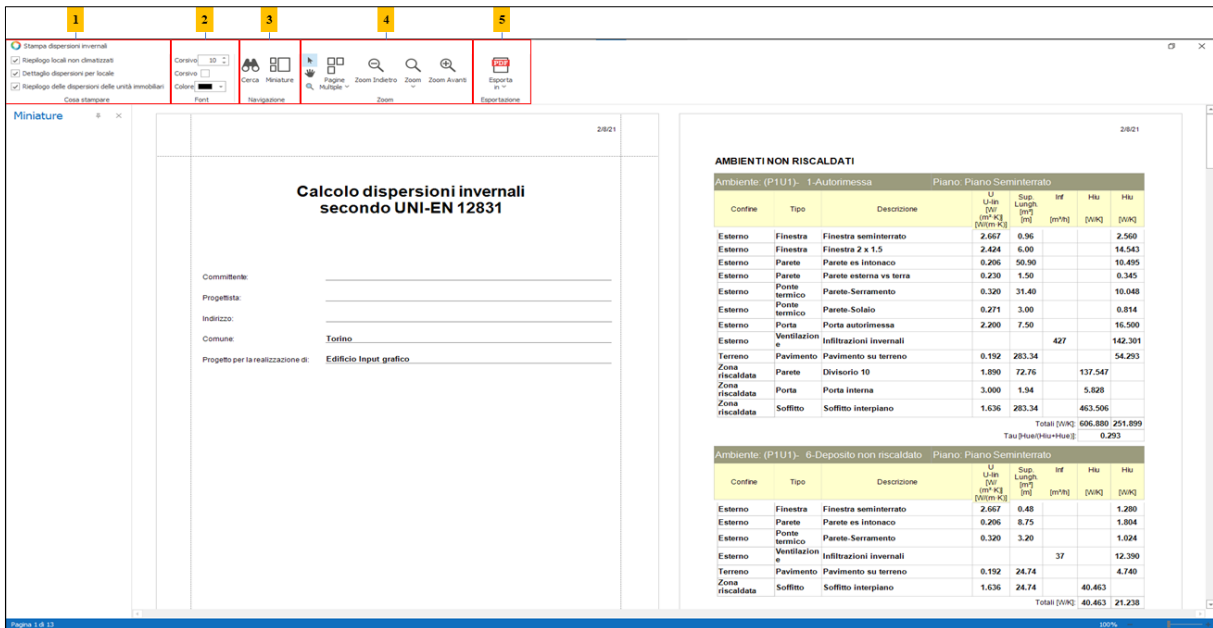 1 2 3 4 5
Stampa dispersioni invernali
Riepilogo locali non climatizzati
Dettaglio dispersioni per locale
Riepilogo delle dispersioni delle unità immobiliari
Cosa stampare
Corsivo 10
Corsivo
Colore
Font
Cerca Miniature
Navigazione
Pagine Multiple Zoom Indietro Zoom Zoom Avanti
Zoom
PDF
Esporta in
Esportazione
Miniature
2/8/21
Calcolo dispersioni invernali
secondo UNI-EN 12831
Committente:
Progettista:
Indirizzo:
Comune: Torino
Progetto per la realizzazione di: Edificio Input grafico
2/8/21
AMBIENTI NON RISCALDATI
Ambiente: (P1U1)- 1-Autorimessa Piano: Piano Seminterrato
Confine Tipo Descrizione U U-lin [W/(m²·K)] [W/(m·K)] Sup. Lungh. [m²] [m] Inf [m³/h] Hiu [W/K] Hiu [W/K]
Esterno Finestra Finestra seminterrato 2.667 0.96 2.560
Esterno Finestra Finestra 2 x 1.5 2.424 6.00 14.543
Esterno Parete Parete es intonaco 0.206 50.90 10.495
Esterno Parete Parete esterna vs terra 0.230 1.50 0.345
Esterno Ponte termico Parete-Serramento 0.320 31.40 10.048
Esterno Ponte termico Parete-Solaio 0.271 3.00 0.814
Esterno Porta Porta autorimessa 2.200 7.50 16.500
Esterno Ventilazione Infiltrazioni invernali 427 142.301
Terreno Pavimento Pavimento su terreno 0.192 283.34 54.293
Zona riscaldata Parete Divisorio 10 1.890 72.76 137.547
Zona riscaldata Porta Porta interna 3.000 1.94 5.828
Zona riscaldata Soffitto Soffitto interpiano 1.636 283.34 463.506
Totali [W/K]: 606.880 251.899
Tau [Hue/(Hiu+Hue)]: 0.293
Ambiente: (P1U1)- 6-Deposito non riscaldato Piano: Piano Seminterrato
Confine Tipo Descrizione U U-lin [W/(m²·K)] [W/(m·K)] Sup. Lungh. [m²] [m] Inf [m³/h] Hiu [W/K] Hiu [W/K]
Esterno Finestra Finestra seminterrato 2.667 0.48 1.280
Esterno Parete Parete es intonaco 0.206 8.75 1.804
Esterno Ponte termico Parete-Serramento 0.320 3.20 1.024
Esterno Ventilazione Infiltrazioni invernali 37 12.390
Terreno Pavimento Pavimento su terreno 0.192 24.74 4.740
Zona riscaldata Soffitto Soffitto interpiano 1.636 24.74 40.463
Totali [W/K]: 40.463 21.238
Pagina 1 di 13
100%